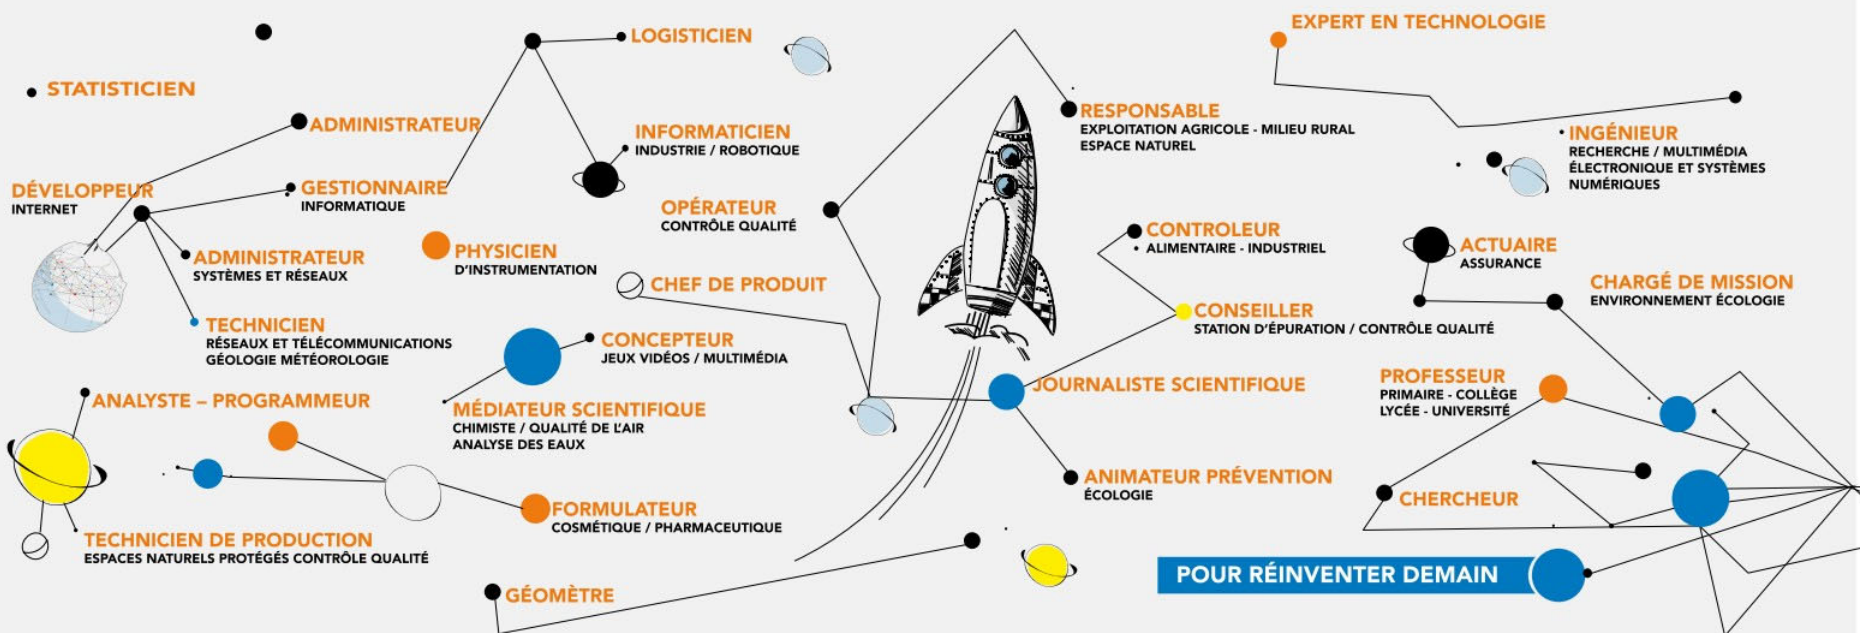 STATISTICIEN
ADMINISTRATEUR
DÉVELOPPEUR
INTERNET
GESTIONNAIRE
INFORMATIQUE
ADMINISTRATEUR
SYSTÈMES ET RÉSEAUX
TECHNICIEN
RÉSEAUX ET TÉLÉCOMMUNICATIONS
GÉOLOGIE MÉTÉOROLOGIE
LOGISTICIEN
INFORMATICIEN
INDUSTRIE / ROBOTIQUE
PHYSICIEN
D'INSTRUMENTATION
OPÉRATEUR
CONTRÔLE QUALITÉ
CHEF DE PRODUIT
CONCEPTEUR
JEUX VIDÉOS / MULTIMÉDIA
ANALYSTE – PROGRAMMEUR
MÉDIATEUR SCIENTIFIQUE
CHIMISTE / QUALITÉ DE L'AIR
ANALYSE DES EAUX
FORMULATEUR
COSMÉTIQUE / PHARMACEUTIQUE
TECHNICIEN DE PRODUCTION
ESPACES NATURELS PROTÉGÉS CONTRÔLE QUALITÉ
GÉOMÈTRE
EXPERT EN TECHNOLOGIE
RESPONSABLE
EXPLOITATION AGRICOLE - MILIEU RURAL
ESPACE NATUREL
INGÉNIEUR
RECHERCHE / MULTIMÉDIA
ÉLECTRONIQUE ET SYSTÈMES
NUMÉRIQUES
CONTROLEUR
• ALIMENTAIRE - INDUSTRIEL
ACTUAIRE
ASSURANCE
CHARGÉ DE MISSION
ENVIRONNEMENT ÉCOLOGIE
CONSEILLER
STATION D'ÉPURATION / CONTRÔLE QUALITÉ
JOURNALISTE SCIENTIFIQUE
PROFESSEUR
PRIMAIRE - COLLÈGE
LYCÉE - UNIVERSITÉ
ANIMATEUR PRÉVENTION
ÉCOLOGIE
CHERCHEUR
POUR RÉINVENTER DEMAIN